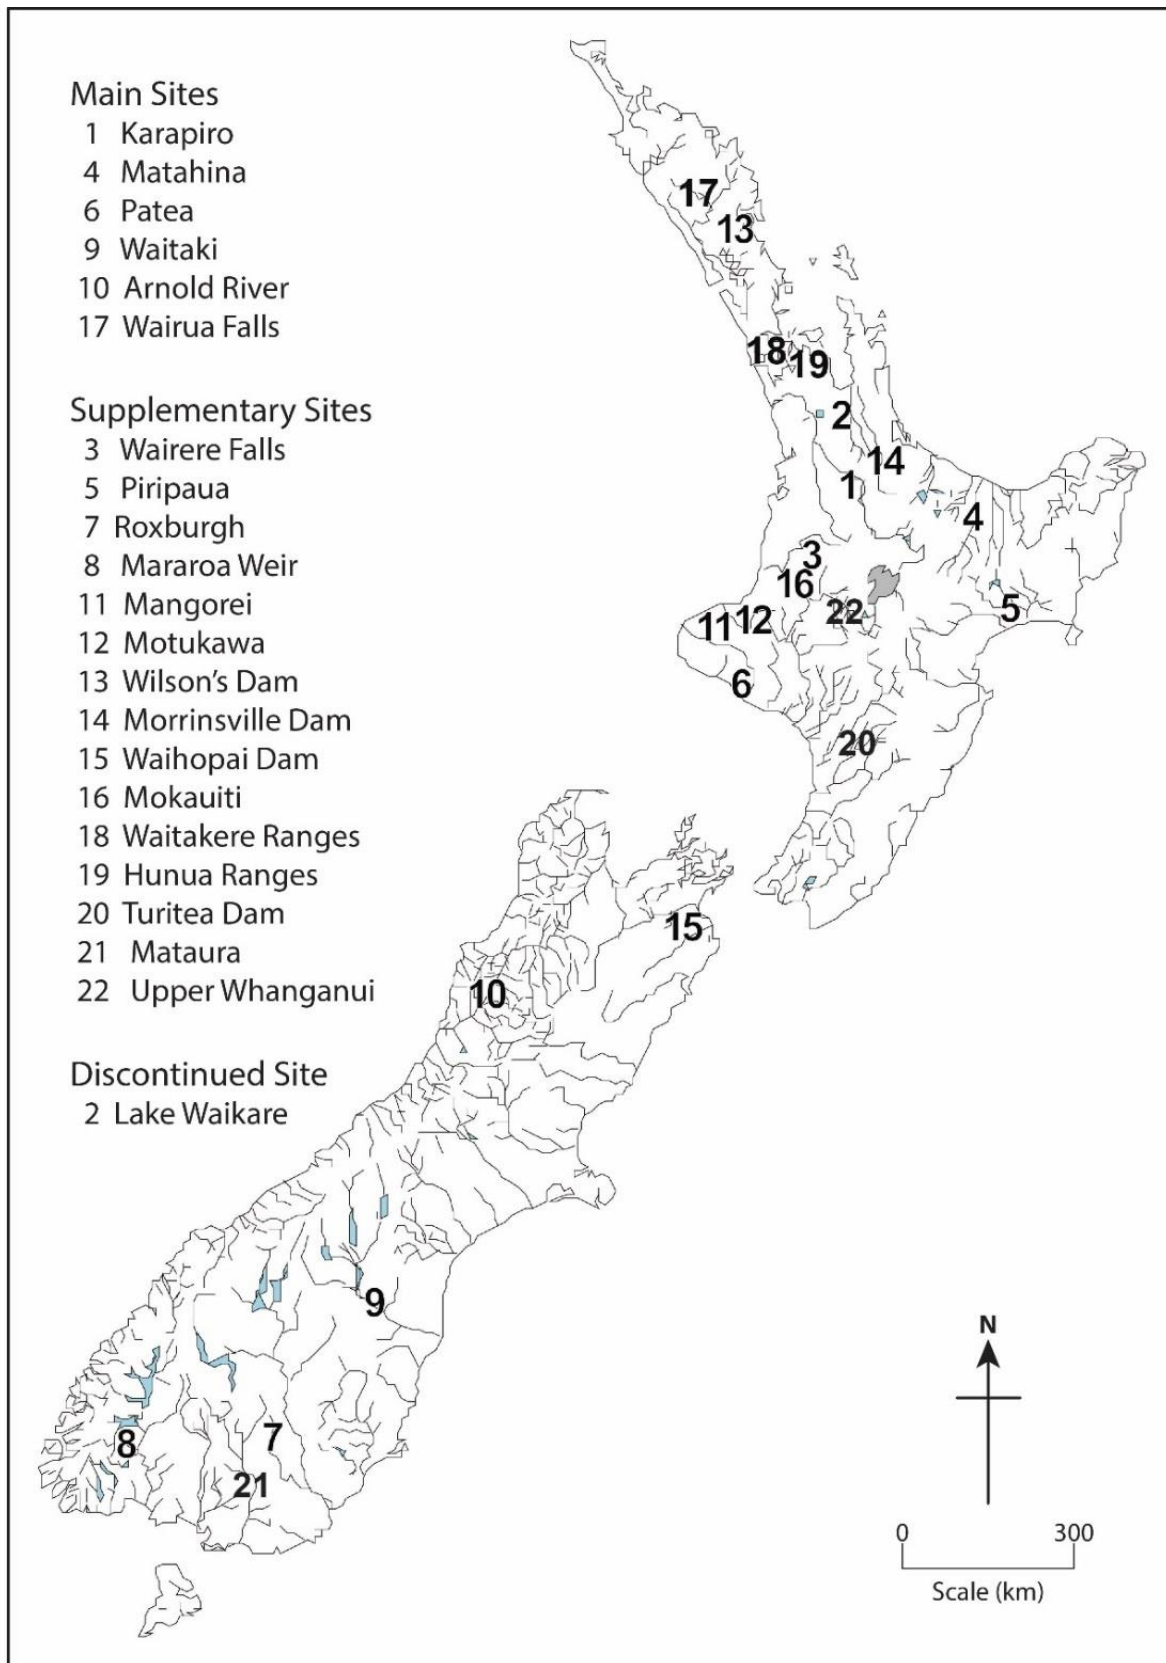 Main Sites
1 Karapiro
4 Matahina
6 Patea
9 Waitaki
10 Arnold River
17 Wairua Falls
Supplementary Sites
3 Wairere Falls
5 Piripaua
7 Roxburgh
8 Mararoa Weir
11 Mangorei
12 Motukawa
13 Wilson's Dam
14 Morrinsville Dam
15 Waihopai Dam
16 Mokauiti
18 Waitakere Ranges
19 Hunua Ranges
20 Turitea Dam
21 Mataura
22 Upper Whanganui
Discontinued Site
2 Lake Waikare
17
13
18
19
2
14
1
4
3
16
5
22
12
11
6
20
15
10
9
7
8
21
N
0 300
Scale (km)